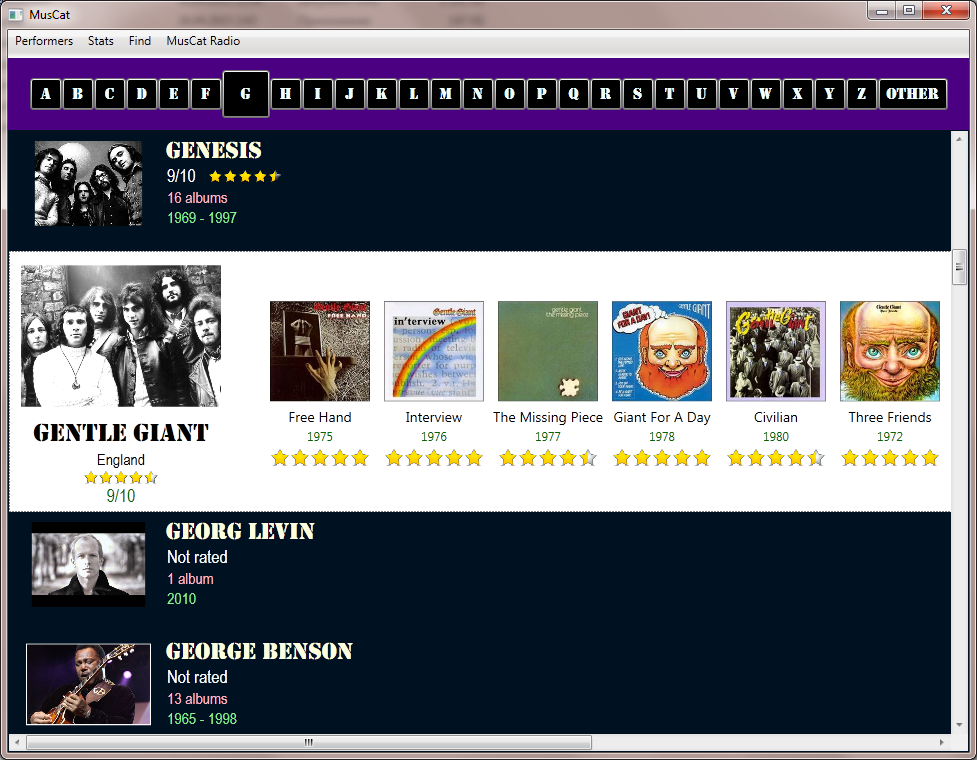 MusCat
Performers Stats Find MusCat Radio
A B C D E F G H I J K L M N O P Q R S T U V W X Y Z OTHER
GENESIS
9/10
16 albums
1969 - 1997
GENTLE GIANT
England
9/10
Gentle Giant
FREE HAND
Free Hand
1975
Gentle Giant
in'terview
Interview
1976
gentle giant
the missing piece
The Missing Piece
1977
GENTLE GIANT
GIANT FOR A DAY!
Giant For A Day
1978
Civilian
1980
Gentle Giant
Three Friends
Three Friends
1972
GEORG LEVIN
Not rated
1 album
2010
GEORGE BENSON
Not rated
13 albums
1965 - 1998